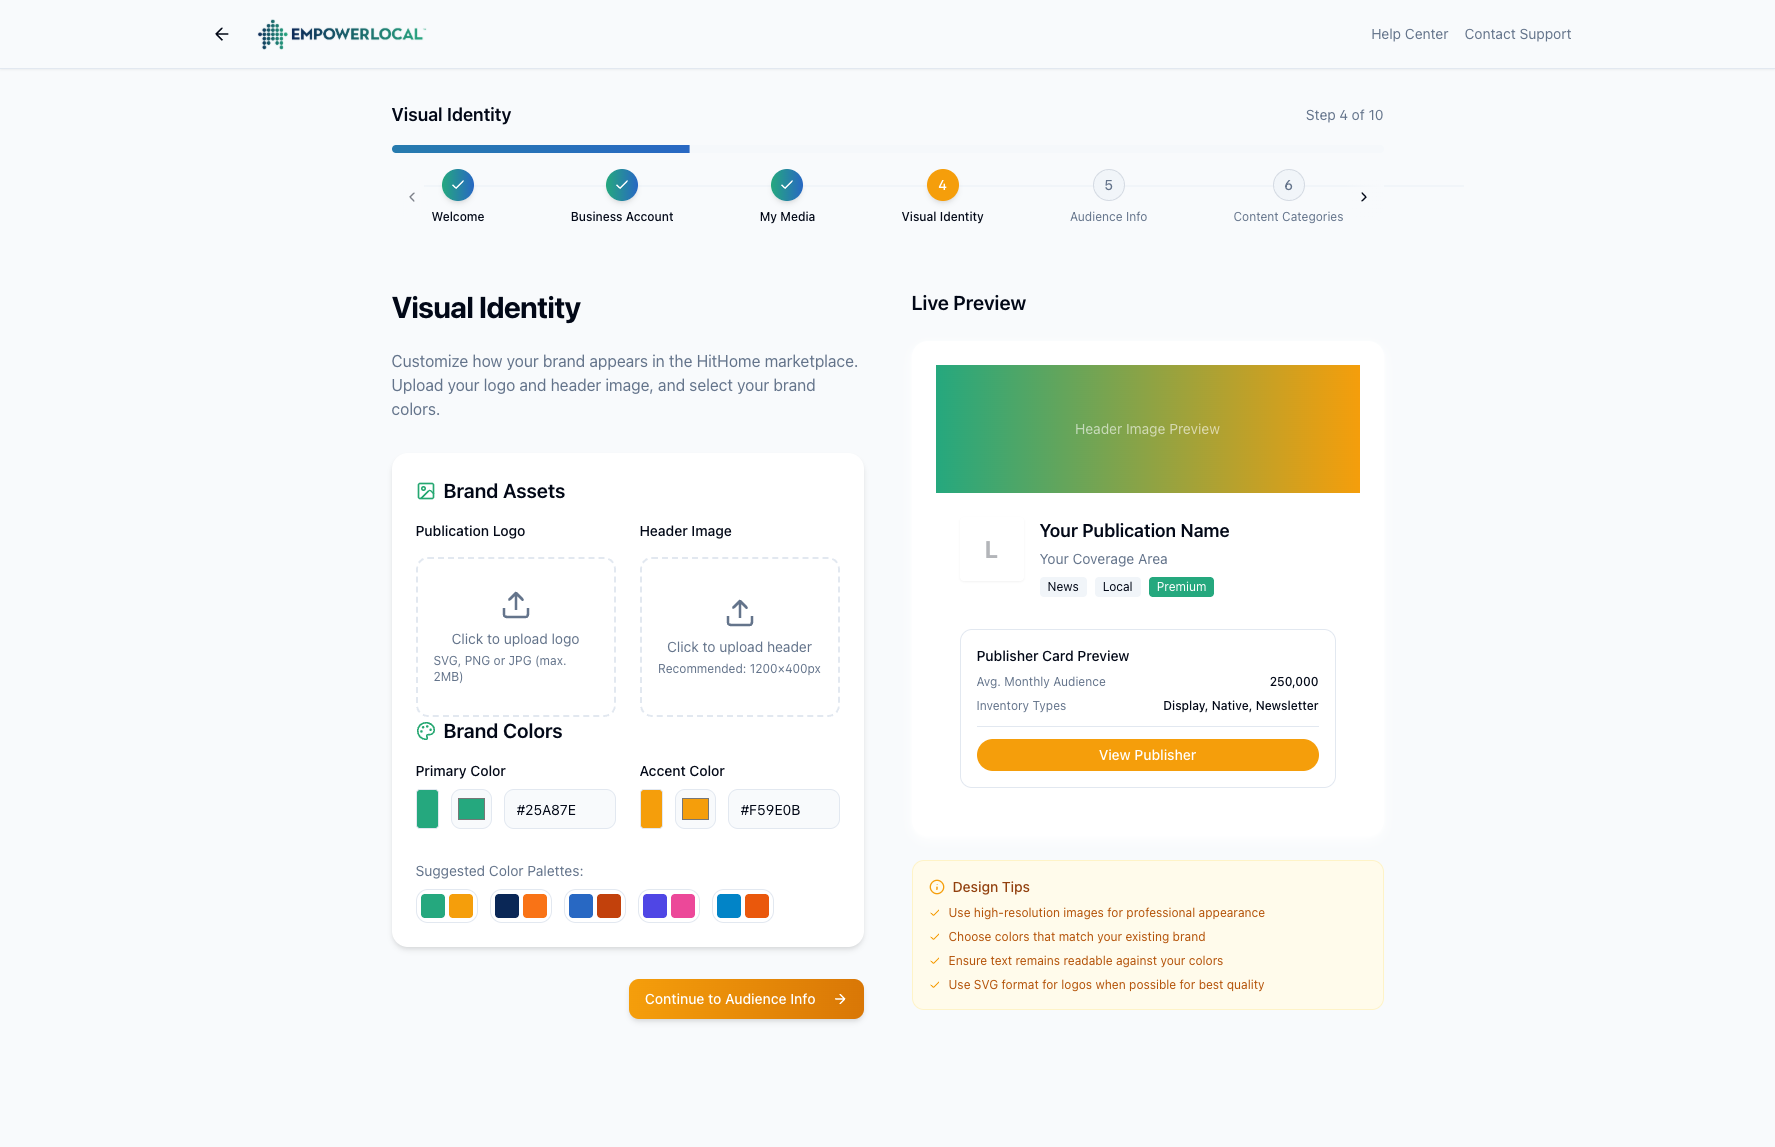 EMPOWERLOCAL
Help Center
Contact Support
Visual Identity
Step 4 of 10
Welcome
Business Account
My Media
4
Visual Identity
5
Audience Info
6
Content Categories
Visual Identity
Customize how your brand appears in the HitHome marketplace.
Upload your logo and header image, and select your brand
colors.
Brand Assets
Publication Logo
Click to upload logo
SVG, PNG or JPG (max.
2MB)
Header Image
Click to upload header
Recommended: 1200×400px
Brand Colors
Primary Color
#25A87E
Accent Color
#F59E0B
Suggested Color Palettes:
Continue to Audience Info
Live Preview
Header Image Preview
L
Your Publication Name
Your Coverage Area
News
Local
Premium
Publisher Card Preview
Avg. Monthly Audience
250,000
Inventory Types
Display, Native, Newsletter
View Publisher
Design Tips
Use high-resolution images for professional appearance
Choose colors that match your existing brand
Ensure text remains readable against your colors
Use SVG format for logos when possible for best quality